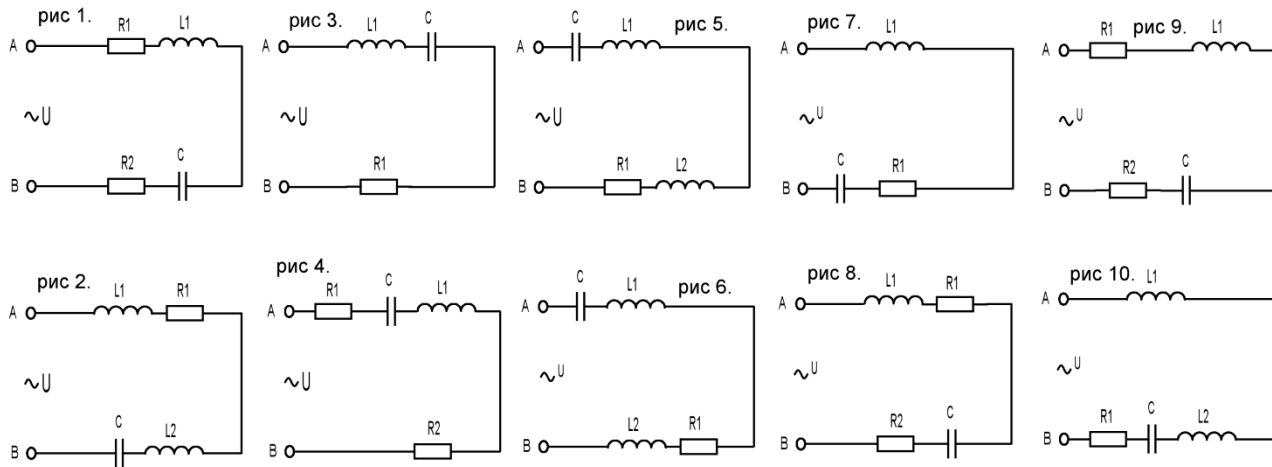 рис 1.
R1 L1
A
~U
R2 C
B
рис 3.
L1 C
A
~U
R1
B
C L1 рис 5.
A
~U
R1 L2
B
рис 7.
L1
A
~U
C R1
B
рис 9.
R1 L1
A
~U
R2 C
B
рис 2.
L1 R1
A
~U
C L2
B
рис 4.
R1 C L1
A
~U
R2
B
C L1 рис 6.
A
~U
L2 R1
B
рис 8.
L1 R1
A
~U
R2 C
B
рис 10.
L1
A
~U
R1 C L2
B